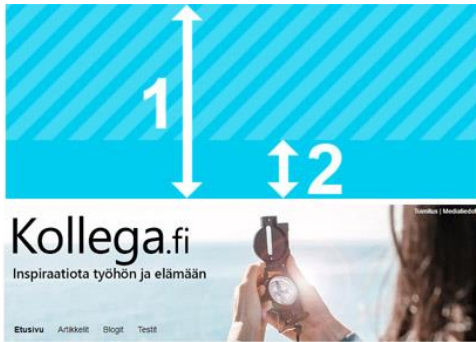 1
2
Toimitus | Mediatiedot
Kollega.fi
Inspiraatiota työhön ja elämään
Etusivu Artikkelit Blogit Testit